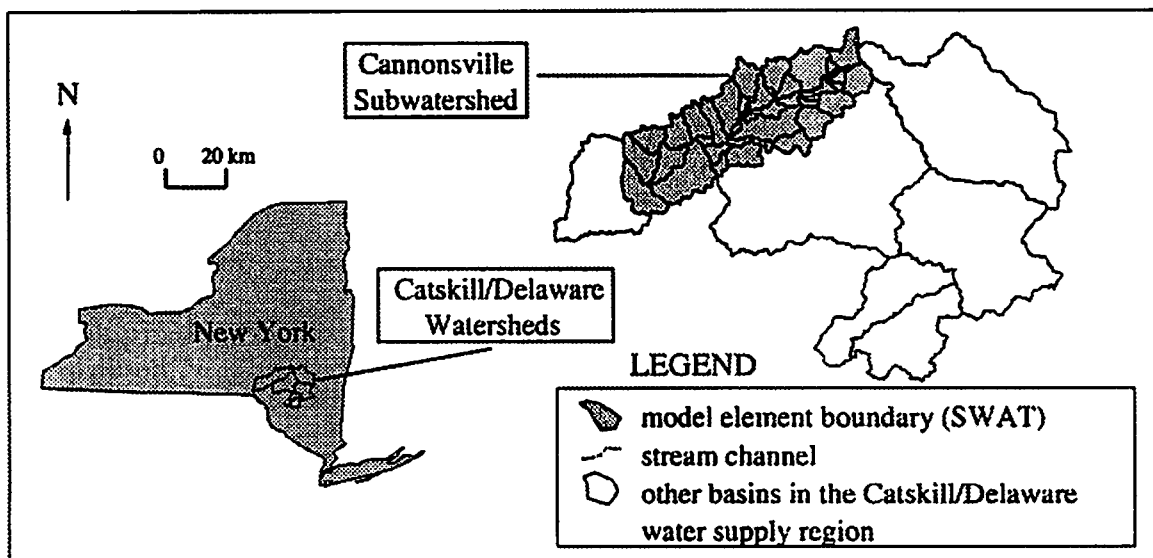 Cannonsville
Subwatershed
N
0 20 km
New York
Catskill/Delaware
Watersheds
LEGEND
model element boundary (SWAT)
stream channel
other basins in the Catskill/Delaware
water supply region